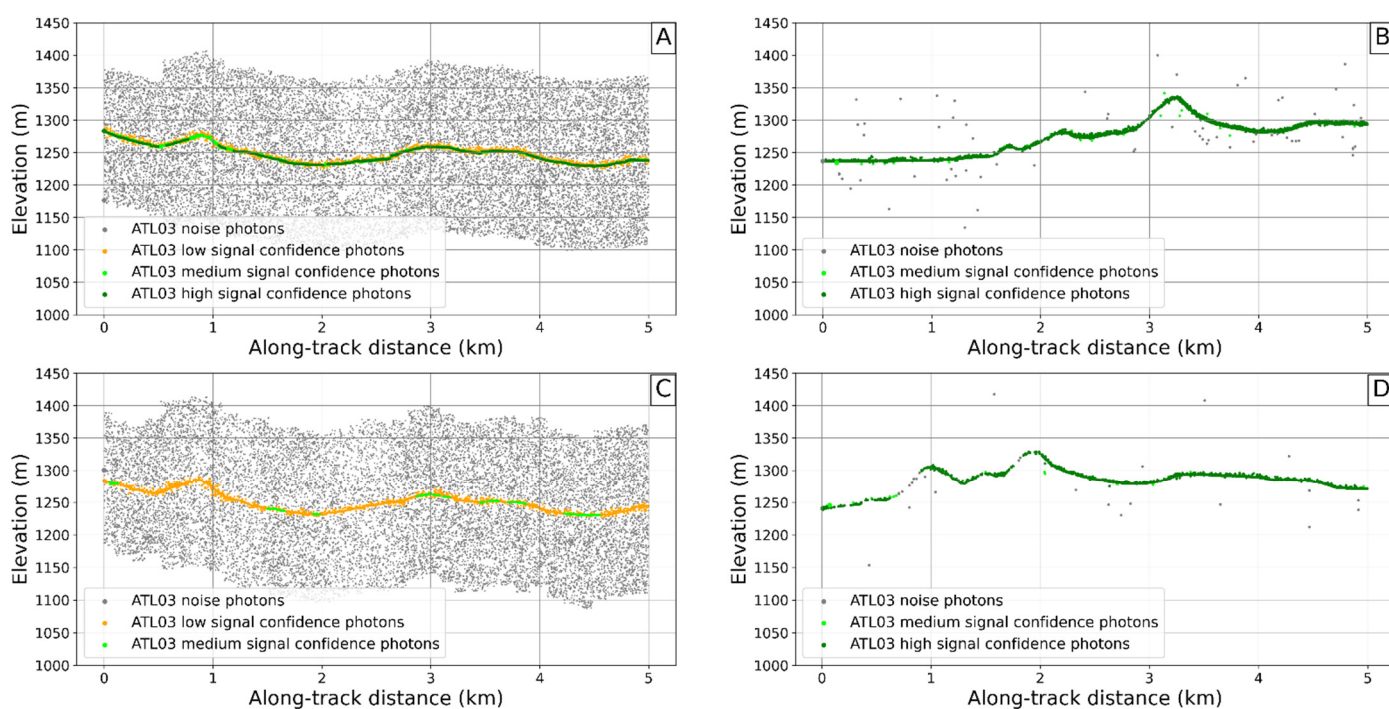 A
Elevation (m)
1450
1400
1350
1300
1250
1200
1150
1100
1050
1000
ATL03 noise photons
ATL03 low signal confidence photons
ATL03 medium signal confidence photons
ATL03 high signal confidence photons
0 1 2 3 4 5
Along-track distance (km)
B
Elevation (m)
1450
1400
1350
1300
1250
1200
1150
1100
1050
1000
ATL03 noise photons
ATL03 medium signal confidence photons
ATL03 high signal confidence photons
0 1 2 3 4 5
Along-track distance (km)
C
Elevation (m)
1450
1400
1350
1300
1250
1200
1150
1100
1050
1000
ATL03 noise photons
ATL03 low signal confidence photons
ATL03 medium signal confidence photons
0 1 2 3 4 5
Along-track distance (km)
D
Elevation (m)
1450
1400
1350
1300
1250
1200
1150
1100
1050
1000
ATL03 noise photons
ATL03 medium signal confidence photons
ATL03 high signal confidence photons
0 1 2 3 4 5
Along-track distance (km)